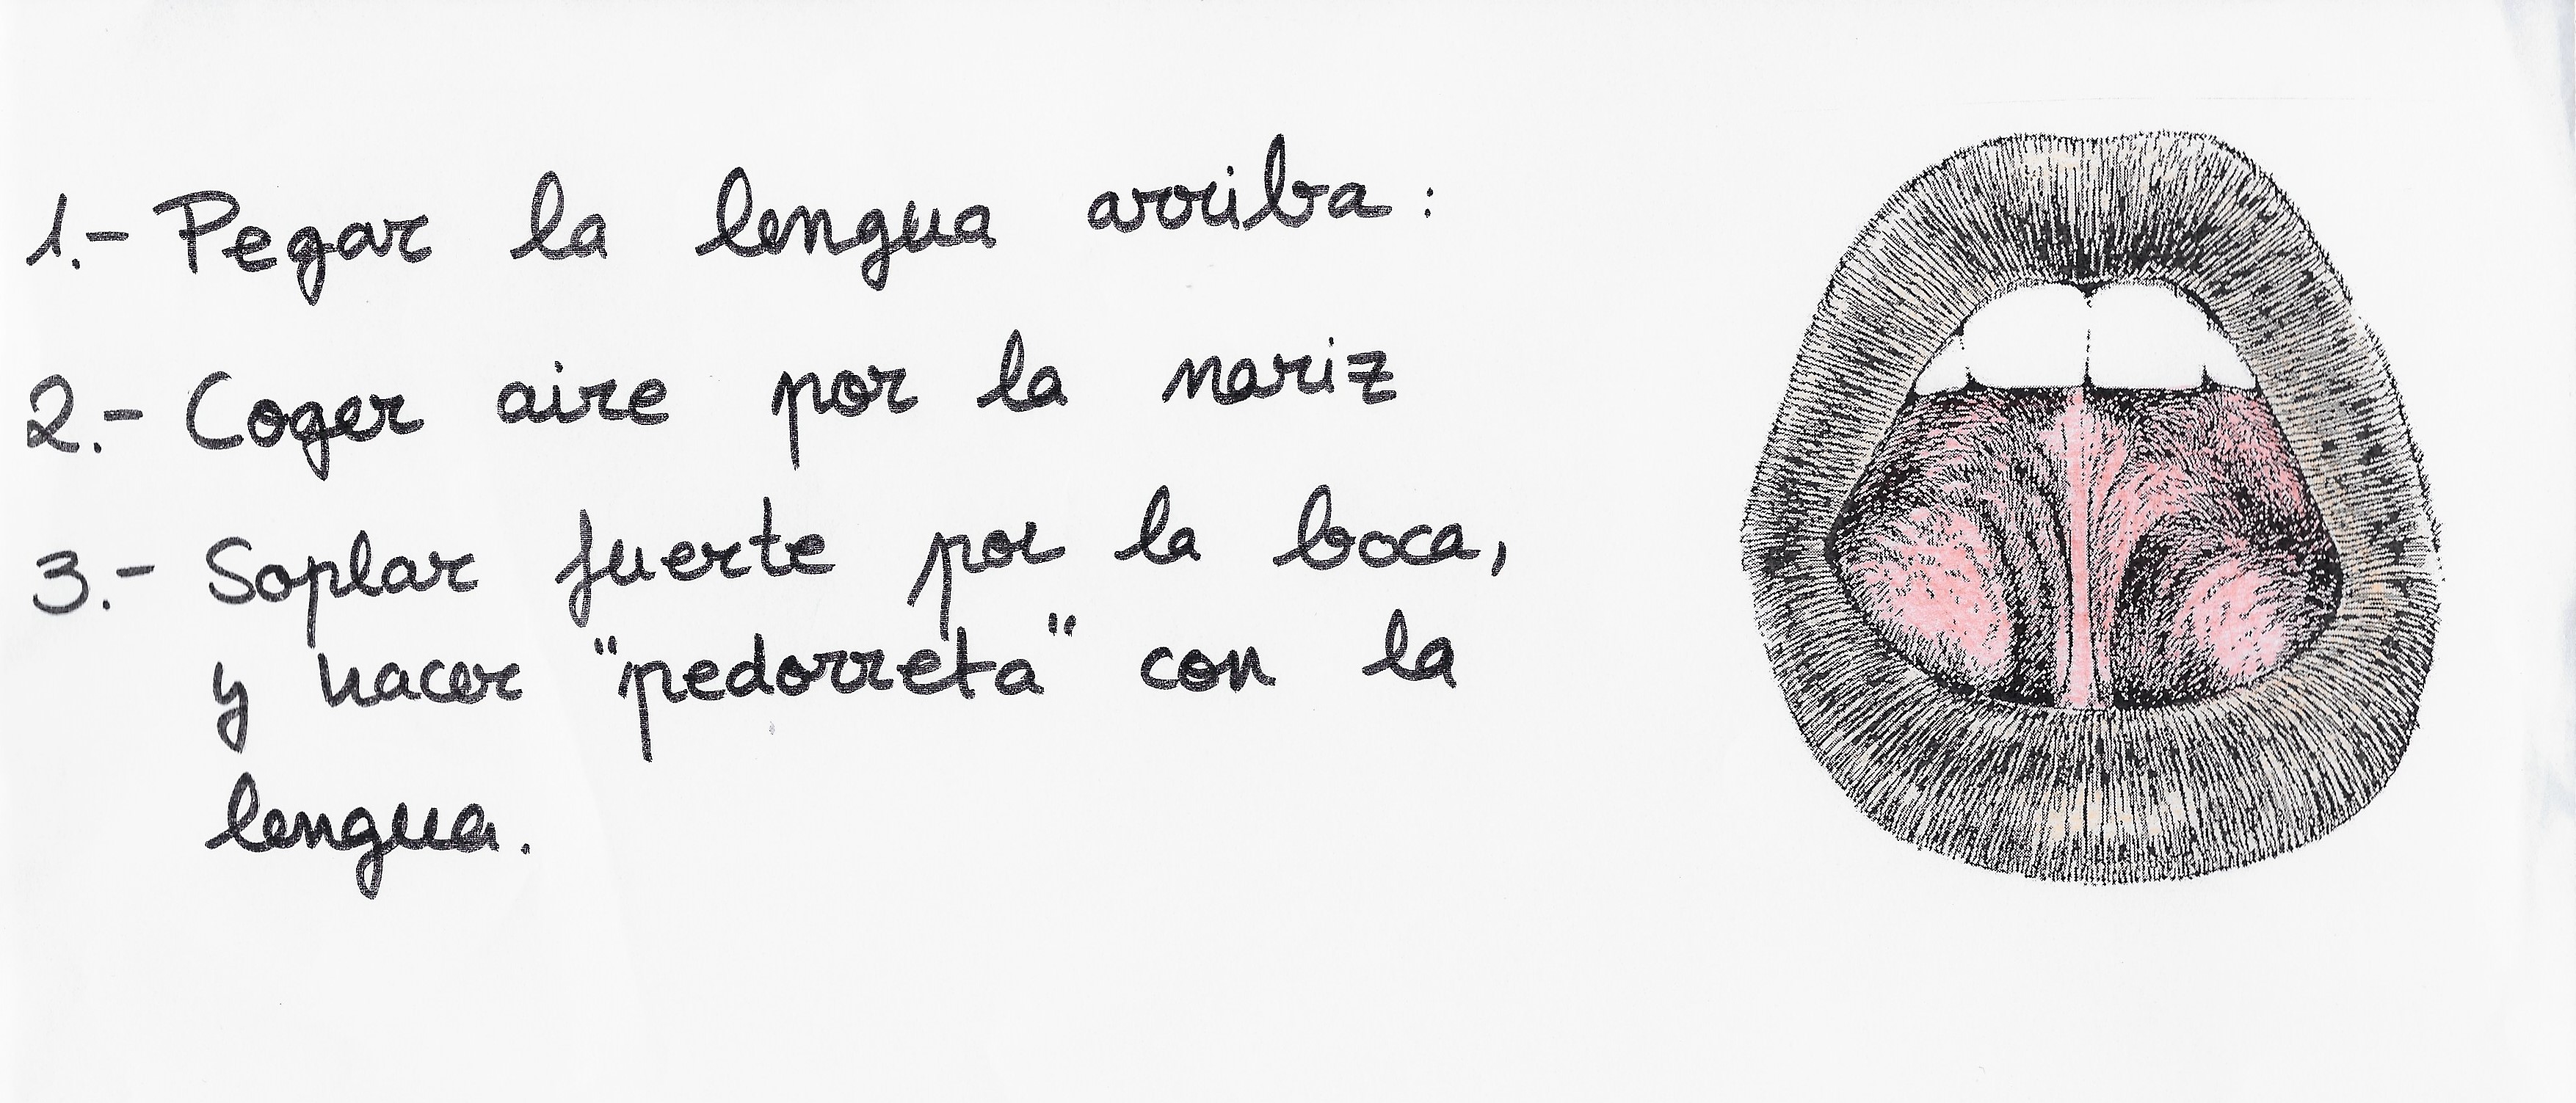 1.- Pegar la lengua arriba:
2.- Coger aire por la nariz
3.- Soplar fuerte por la boca,
y hacer "pedorreta" con la
lengua.